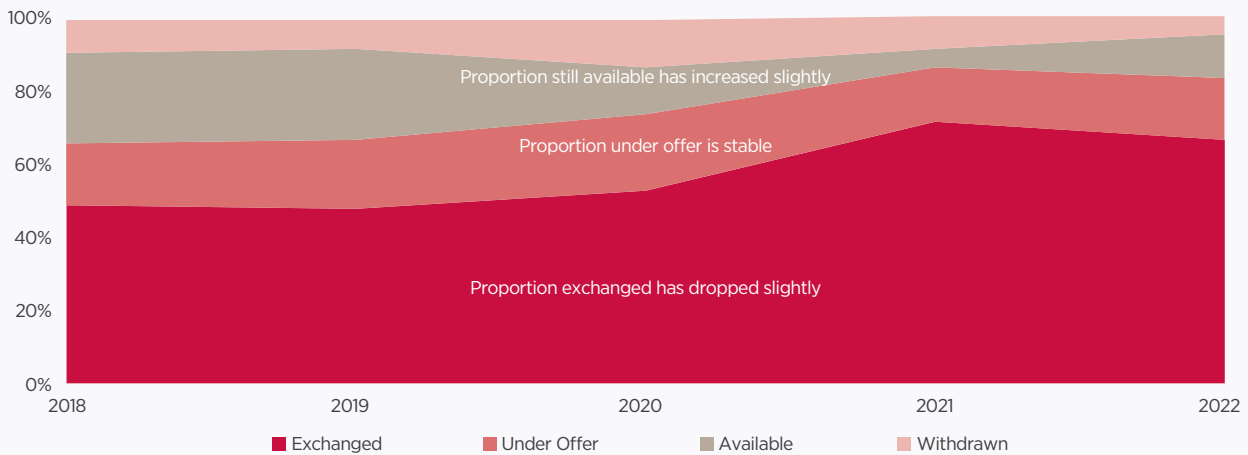 100%
80%
60%
40%
20%
0%
Proportion still available has increased slightly
Proportion under offer is stable
Proportion exchanged has dropped slightly
2018 2019 2020 2021 2022
Exchanged Under Offer Available Withdrawn